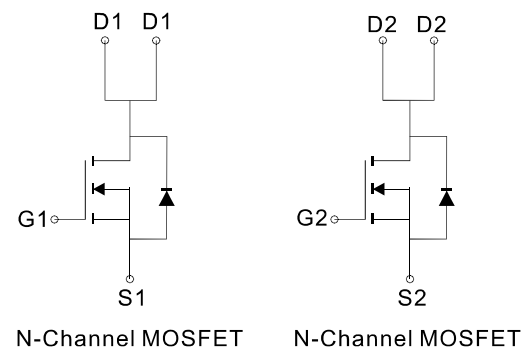 D1 D1 D2 D2
G1 G2
S1 S2
N-Channel MOSFET N-Channel MOSFET